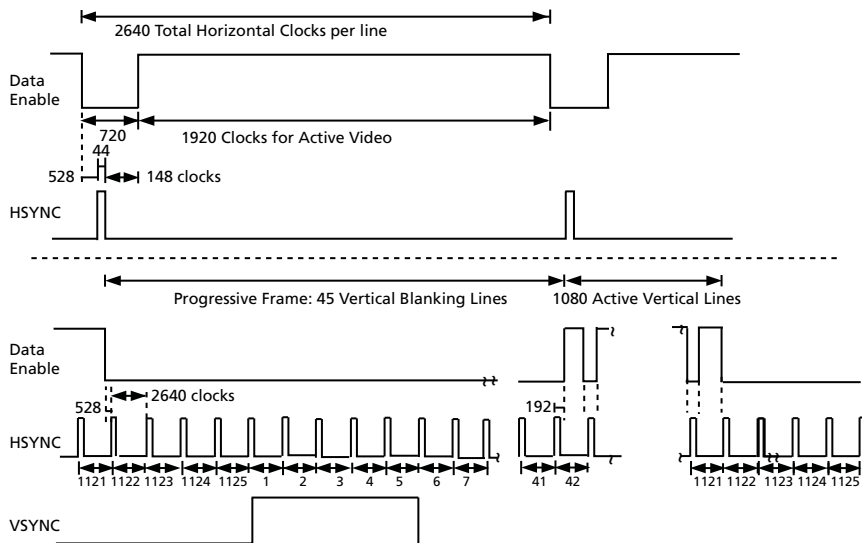 2640 Total Horizontal Clocks per line
Data
Enable
720
1920 Clocks for Active Video
44
528
148 clocks
HSYNC
Progressive Frame: 45 Vertical Blanking Lines
1080 Active Vertical Lines
Data
Enable
528
2640 clocks
192
HSYNC
1121 1122 1123 1124 1125 1 2 3 4 5 6 7 41 42 1121 1122 1123 1124 1125
VSYNC